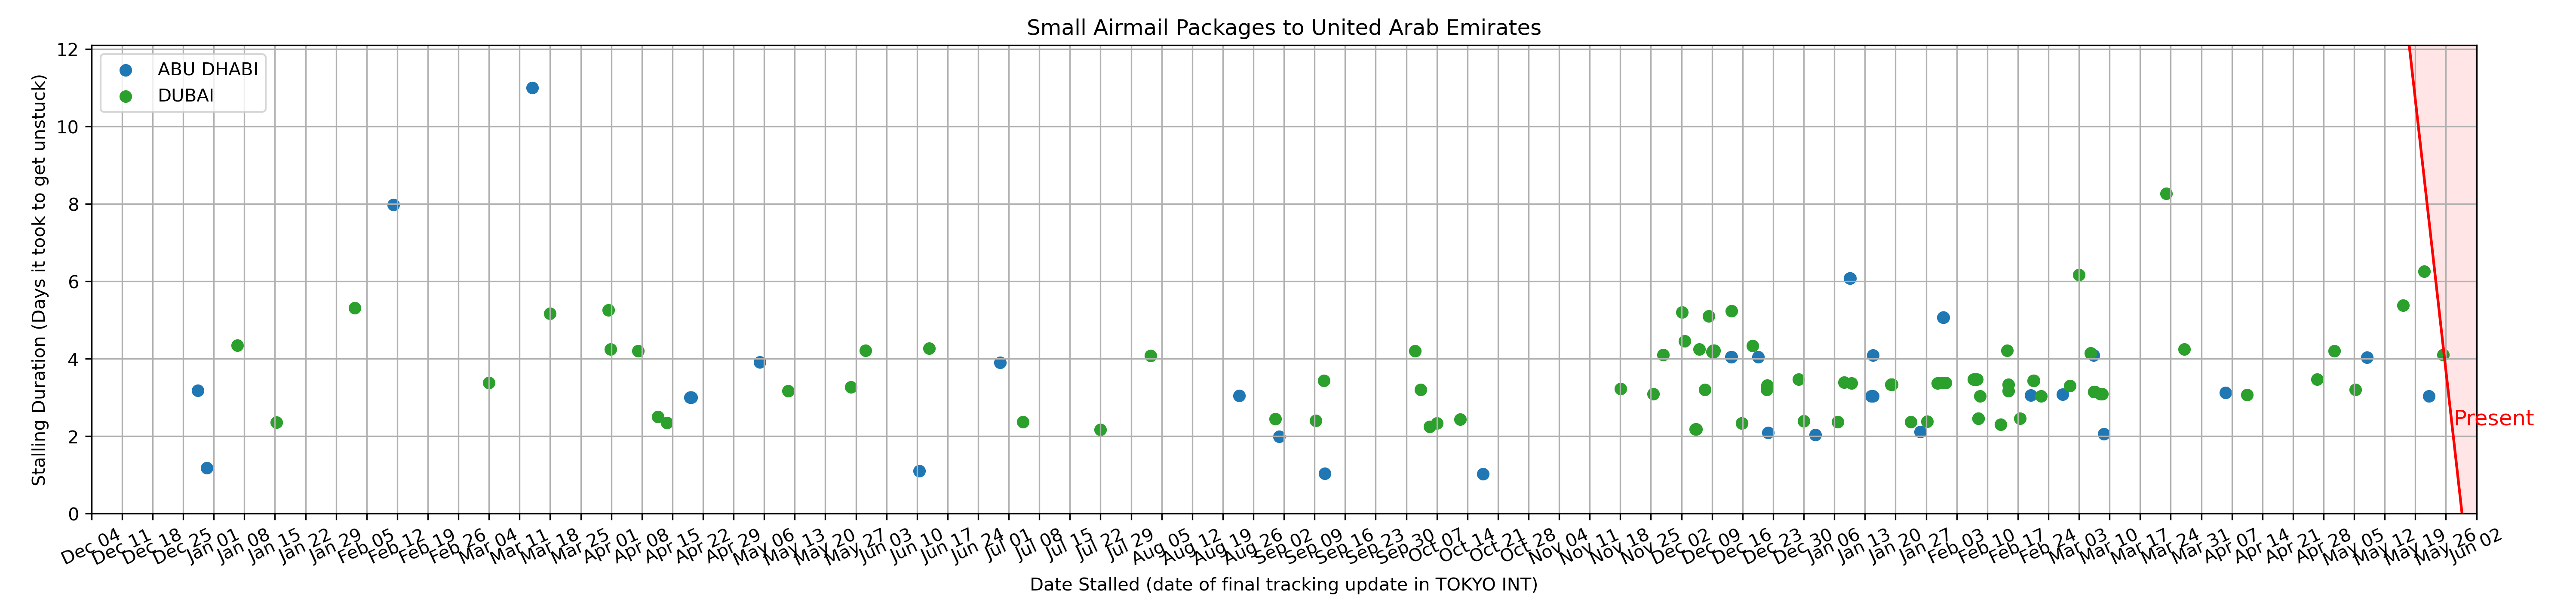 Small Airmail Packages to United Arab Emirates
Stalling Duration (Days it took to get unstuck)
12
10
8
6
4
2
0
ABU DHABI
DUBAI
Present
Dec 04
Dec 11
Dec 18
Dec 25
Jan 01
Jan 08
Jan 15
Jan 22
Jan 29
Feb 05
Feb 12
Feb 19
Feb 26
Mar 04
Mar 11
Mar 18
Mar 25
Apr 01
Apr 08
Apr 15
Apr 22
Apr 29
May 06
May 13
May 20
May 27
Jun 03
Jun 10
Jun 17
Jun 24
Jul 01
Jul 08
Jul 15
Jul 22
Jul 29
Aug 05
Aug 12
Aug 19
Aug 26
Sep 02
Sep 09
Sep 16
Sep 23
Sep 30
Oct 07
Oct 14
Oct 21
Oct 28
Nov 04
Nov 11
Nov 18
Nov 25
Dec 02
Dec 09
Dec 16
Dec 23
Dec 30
Jan 06
Jan 13
Jan 20
Jan 27
Feb 03
Feb 10
Feb 17
Feb 24
Mar 03
Mar 10
Mar 17
Mar 24
Mar 31
Apr 07
Apr 14
Apr 21
Apr 28
May 05
May 12
May 19
May 26
Jun 02
Date Stalled (date of final tracking update in TOKYO INT)